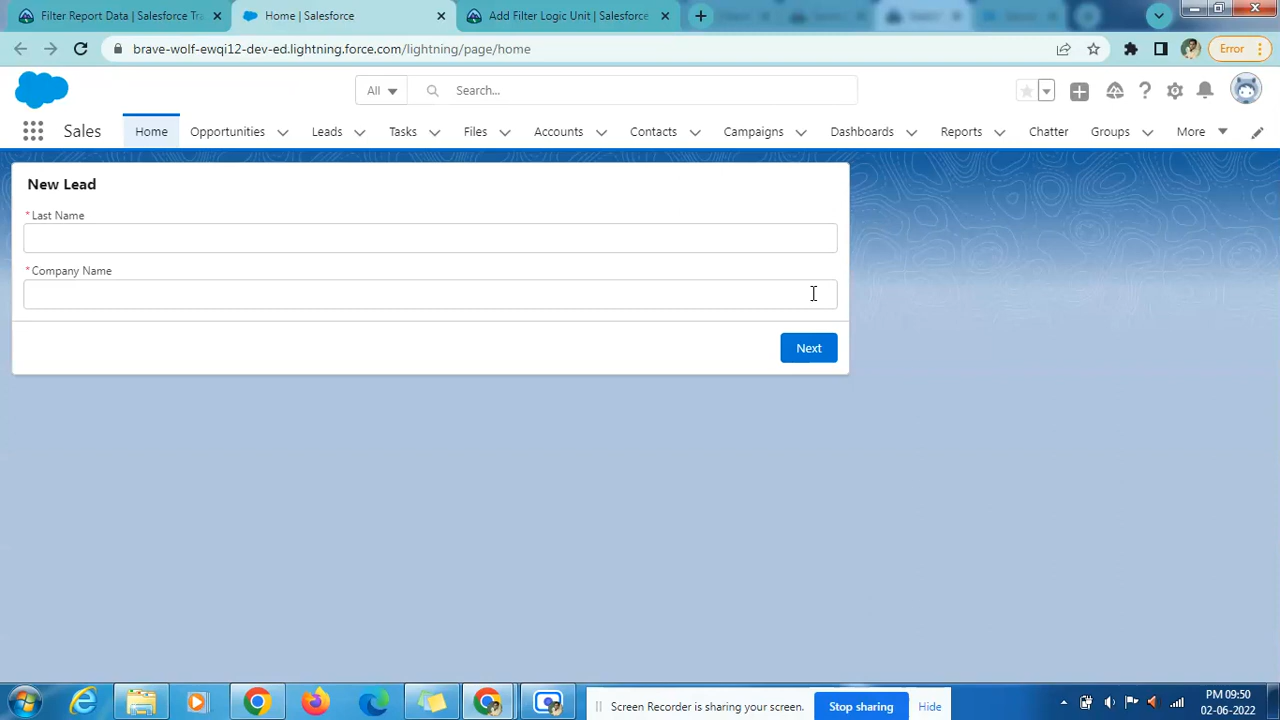 Filter Report Data | Salesforce Tra
Home | Salesforce
Add Filter Logic Unit | Salesforce
brave-wolf-ewqi12-dev-ed.lightning.force.com/lightning/page/home
Error
All
Search...
Sales
Home
Opportunities
Leads
Tasks
Files
Accounts
Contacts
Campaigns
Dashboards
Reports
Chatter
Groups
More
New Lead
*Last Name
*Company Name
Next
Screen Recorder is sharing your screen.
Stop sharing
Hide
PM 09:50
02-06-2022